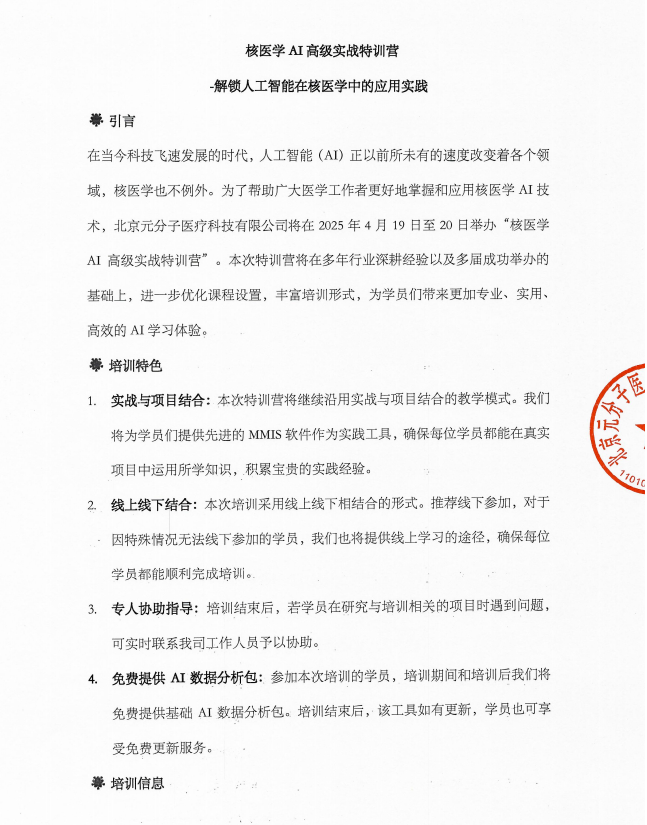 核医学 AI 高级实战特训营
-解锁人工智能在核医学中的应用实践
引言
在当今科技飞速发展的时代，人工智能（AI）正以前所未有的速度改变着各个领
域，核医学也不例外。为了帮助广大医学工作者更好地掌握和应用核医学 AI 技
术，北京元分子医疗科技有限公司将在 2025 年 4 月 19 日至 20 日举办“核医学
AI 高级实战特训营”。本次特训营将在多年行业深耕经验以及多届成功举办的
基础上，进一步优化课程设置，丰富培训形式，为学员们带来更加专业、实用、
高效的 AI 学习体验。
培训特色
1. 实战与项目结合：本次特训营将继续沿用实战与项目结合的教学模式。我们
将为学员们提供先进的 MMIS 软件作为实践工具，确保每位学员都能在真实
项目中运用所学知识，积累宝贵的实践经验。
2. 线上线下结合：本次培训采用线上线下相结合的形式。推荐线下参加，对于
因特殊情况无法线下参加的学员，我们也将提供线上学习的途径，确保每位
学员都能顺利完成培训。
3. 专人协助指导：培训结束后，若学员在研究与培训相关的项目时遇到问题，
可实时联系我司工作人员予以协助。
4. 免费提供 AI 数据分析包：参加本次培训的学员，培训期间和培训后我们将
免费提供基础 AI 数据分析包。培训结束后，该工具如有更新，学员也可享
受免费更新服务。
培训信息
北京元分子医
11010